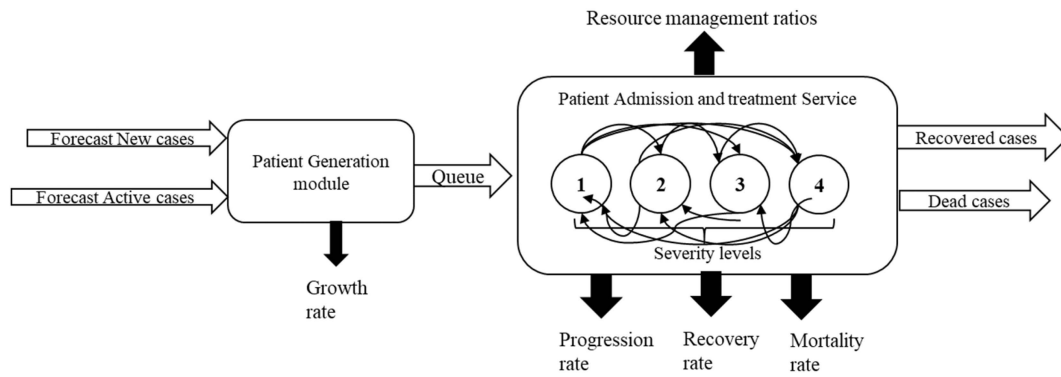 Resource management ratios
Patient Admission and treatment Service
Forecast New cases
Forecast Active cases
Patient Generation
module
Queue
1 2 3 4
Severity levels
Recovered cases
Dead cases
Growth
rate
Progression
rate
Recovery
rate
Mortality
rate